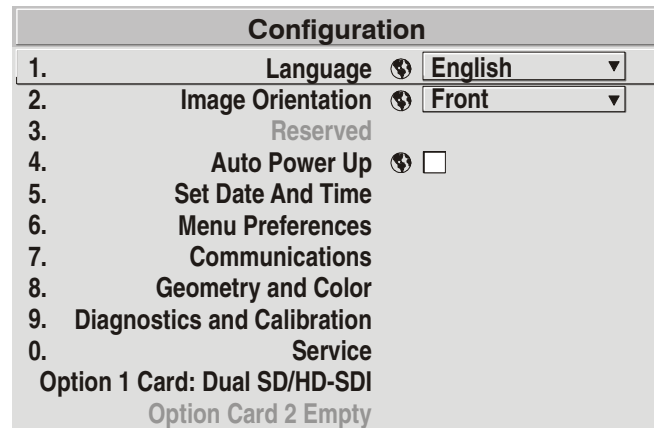 Configuration
1. Language English
2. Image Orientation Front
3. Reserved
4. Auto Power Up
5. Set Date And Time
6. Menu Preferences
7. Communications
8. Geometry and Color
9. Diagnostics and Calibration
0. Service
Option 1 Card: Dual SD/HD-SDI
Option Card 2 Empty